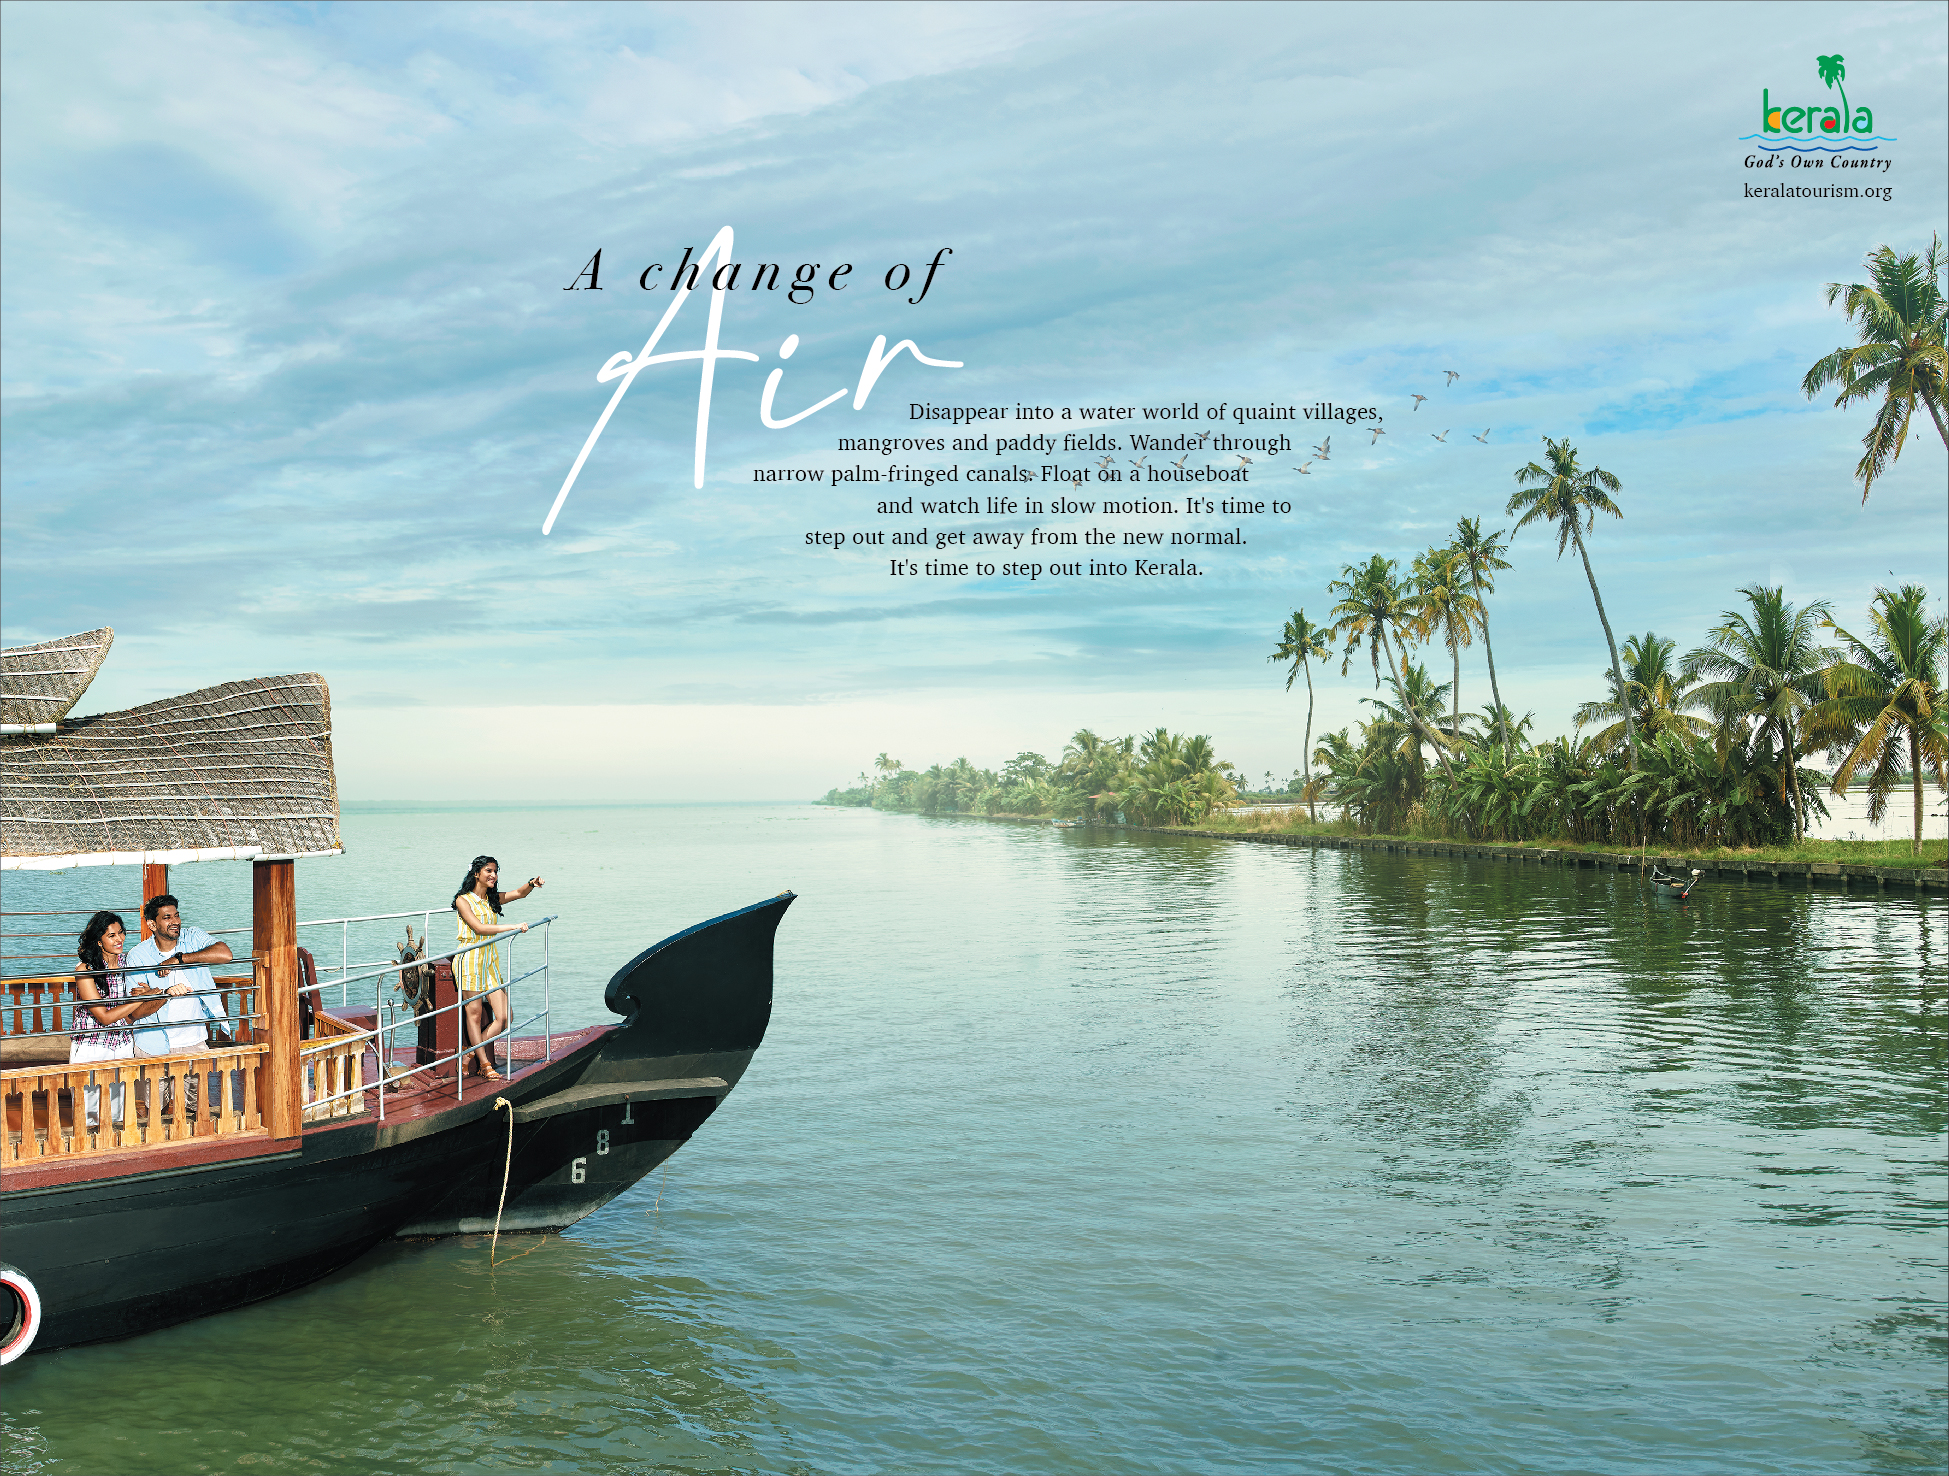 kerala
God's Own Country
keralatourism.org
A change of
Air
Disappear into a water world of quaint villages,
mangroves and paddy fields. Wander through
narrow palm-fringed canals. Float on a houseboat
and watch life in slow motion. It's time to
step out and get away from the new normal.
It's time to step out into Kerala.
1
8
6